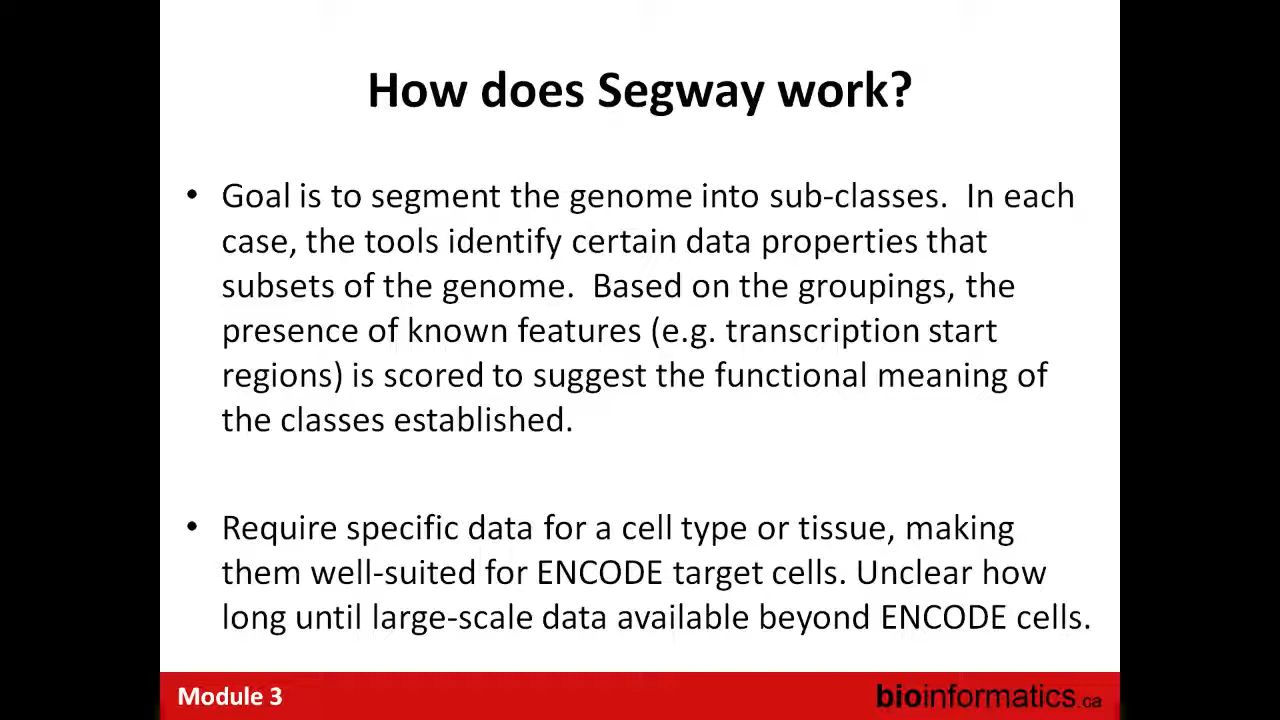 How does Segway work?
• Goal is to segment the genome into sub-classes.  In each
case, the tools identify certain data properties that
subsets of the genome.  Based on the groupings, the
presence of known features (e.g. transcription start
regions) is scored to suggest the functional meaning of
the classes established.
• Require specific data for a cell type or tissue, making
them well-suited for ENCODE target cells. Unclear how
long until large-scale data available beyond ENCODE cells.
Module 3
bioinformatics.ca